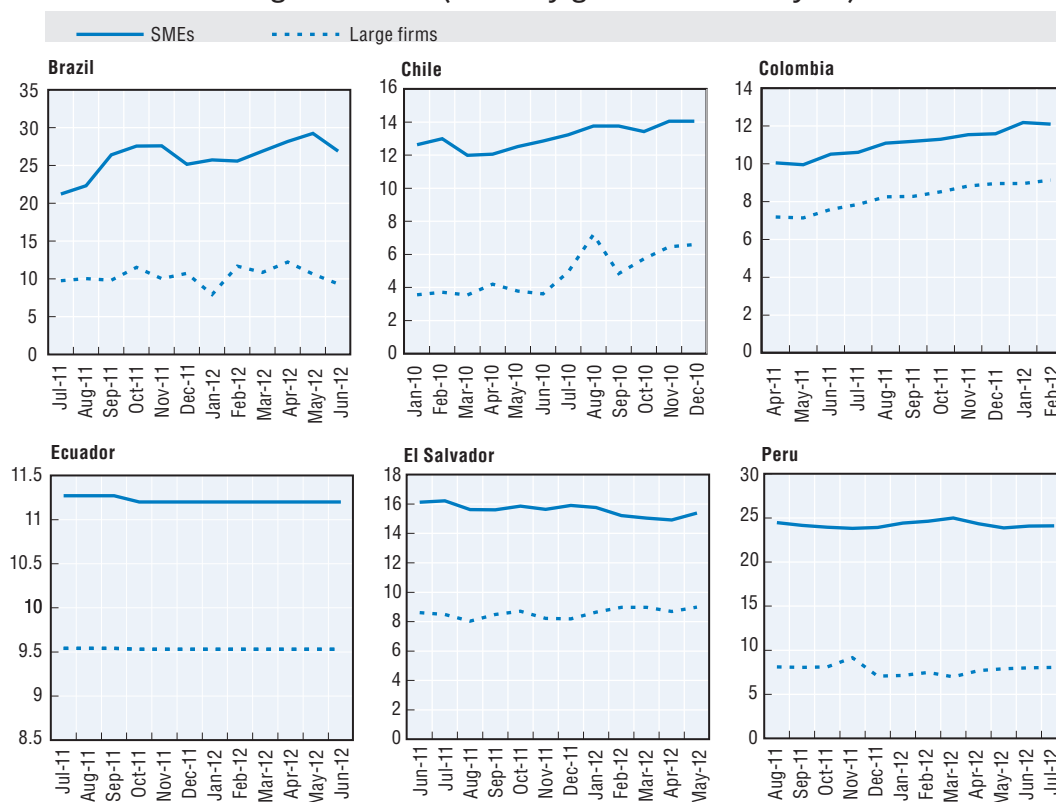 SMEs Large firms
Brazil
35
30
25
20
15
10
5
0
Jul-11
Aug-11
Sep-11
Oct-11
Nov-11
Dec-11
Jan-12
Feb-12
Mar-12
Apr-12
May-12
Jun-12
Chile
16
14
12
10
8
6
4
2
0
Jan-10
Feb-10
Mar-10
Apr-10
May-10
Jun-10
Jul-10
Aug-10
Sep-10
Oct-10
Nov-10
Dec-10
Colombia
14
12
10
8
6
4
2
0
Apr-11
May-11
Jun-11
Jul-11
Aug-11
Sep-11
Oct-11
Nov-11
Dec-11
Jan-12
Feb-12
Ecuador
11.5
11
10.5
10
9.5
9
8.5
Jul-11
Aug-11
Sep-11
Oct-11
Nov-11
Dec-11
Jan-12
Feb-12
Mar-12
Apr-12
May-12
Jun-12
El Salvador
18
16
14
12
10
8
6
4
2
0
Jun-11
Jul-11
Aug-11
Sep-11
Oct-11
Nov-11
Dec-11
Jan-12
Feb-12
Mar-12
Apr-12
May-12
Peru
30
25
20
15
10
5
0
Aug-11
Sep-11
Oct-11
Nov-11
Dec-11
Jan-12
Feb-12
Mar-12
Apr-12
May-12
Jun-12
Jul-12